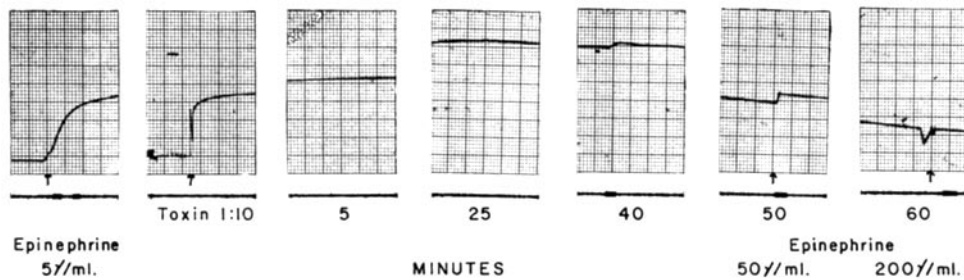 Toxin 1:10 5 25 40 50 60
Epinephrine Epinephrine
5γ/ml. MINUTES 50γ/ml. 200γ/ml.